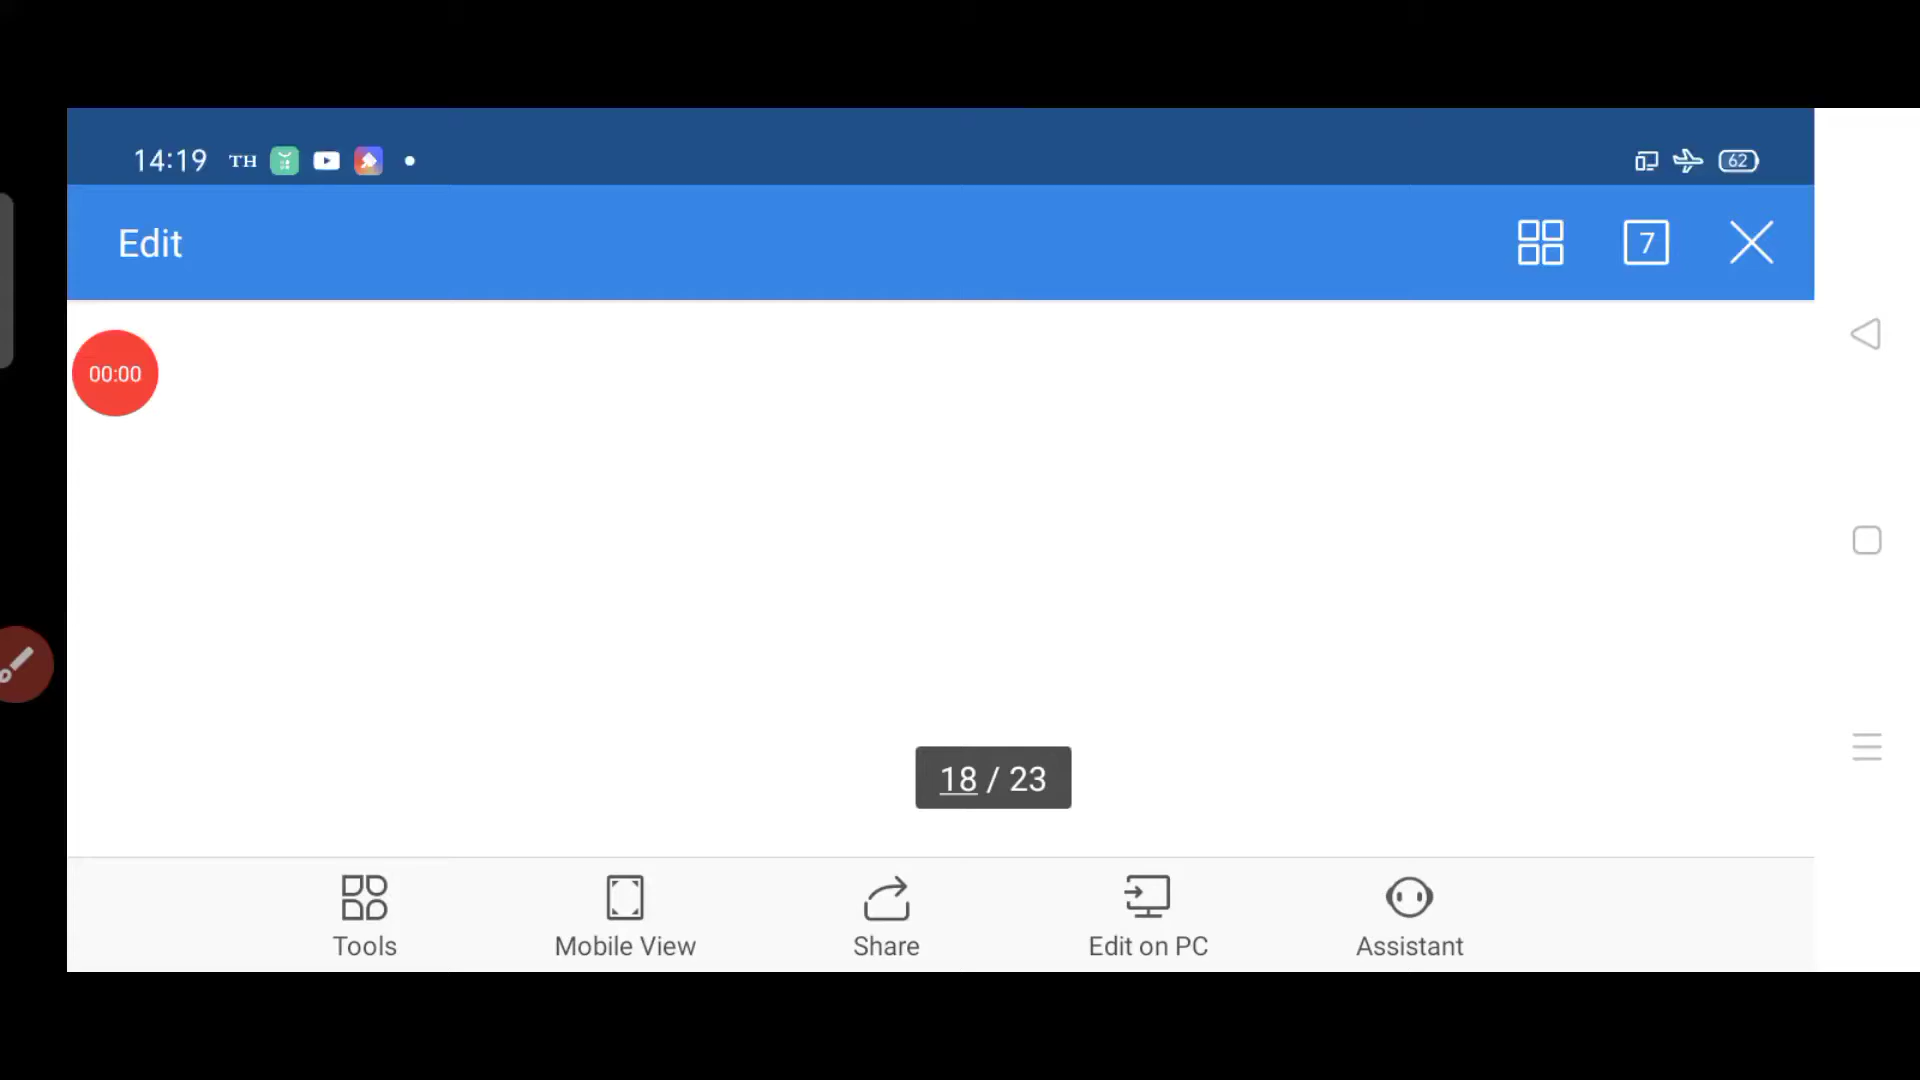 14:19 TH 62
Edit 7
00:00
18 / 23
Tools Mobile View Share Edit on PC Assistant